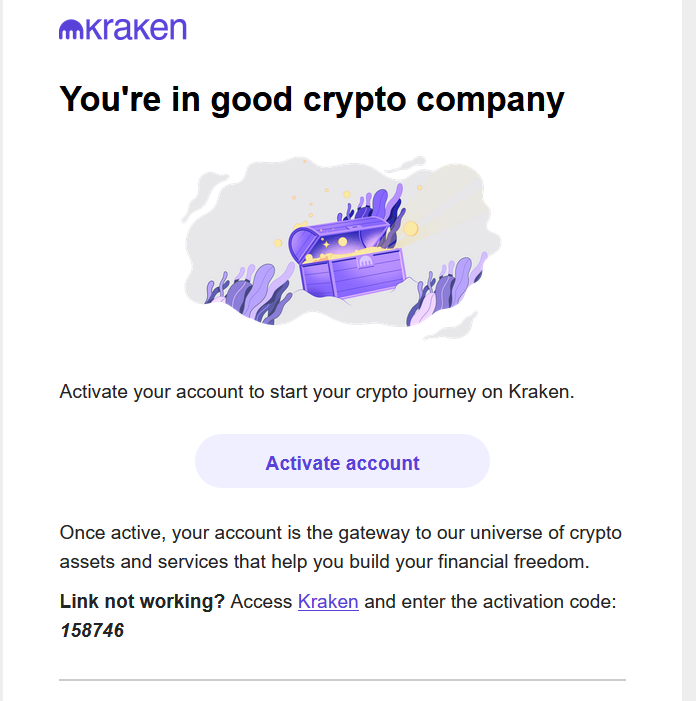 mkraken
You're in good crypto company
Activate your account to start your crypto journey on Kraken.
Activate account
Once active, your account is the gateway to our universe of crypto
assets and services that help you build your financial freedom.
Link not working? Access Kraken and enter the activation code:
158746